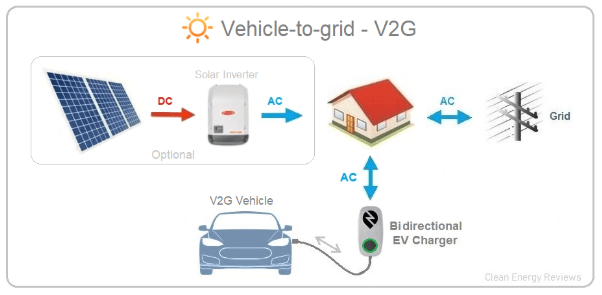 Vehicle-to-grid - V2G
Solar Inverter
DC
AC
AC
Grid
Optional
AC
V2G Vehicle
Bidirectional
EV Charger
Clean Energy Reviews